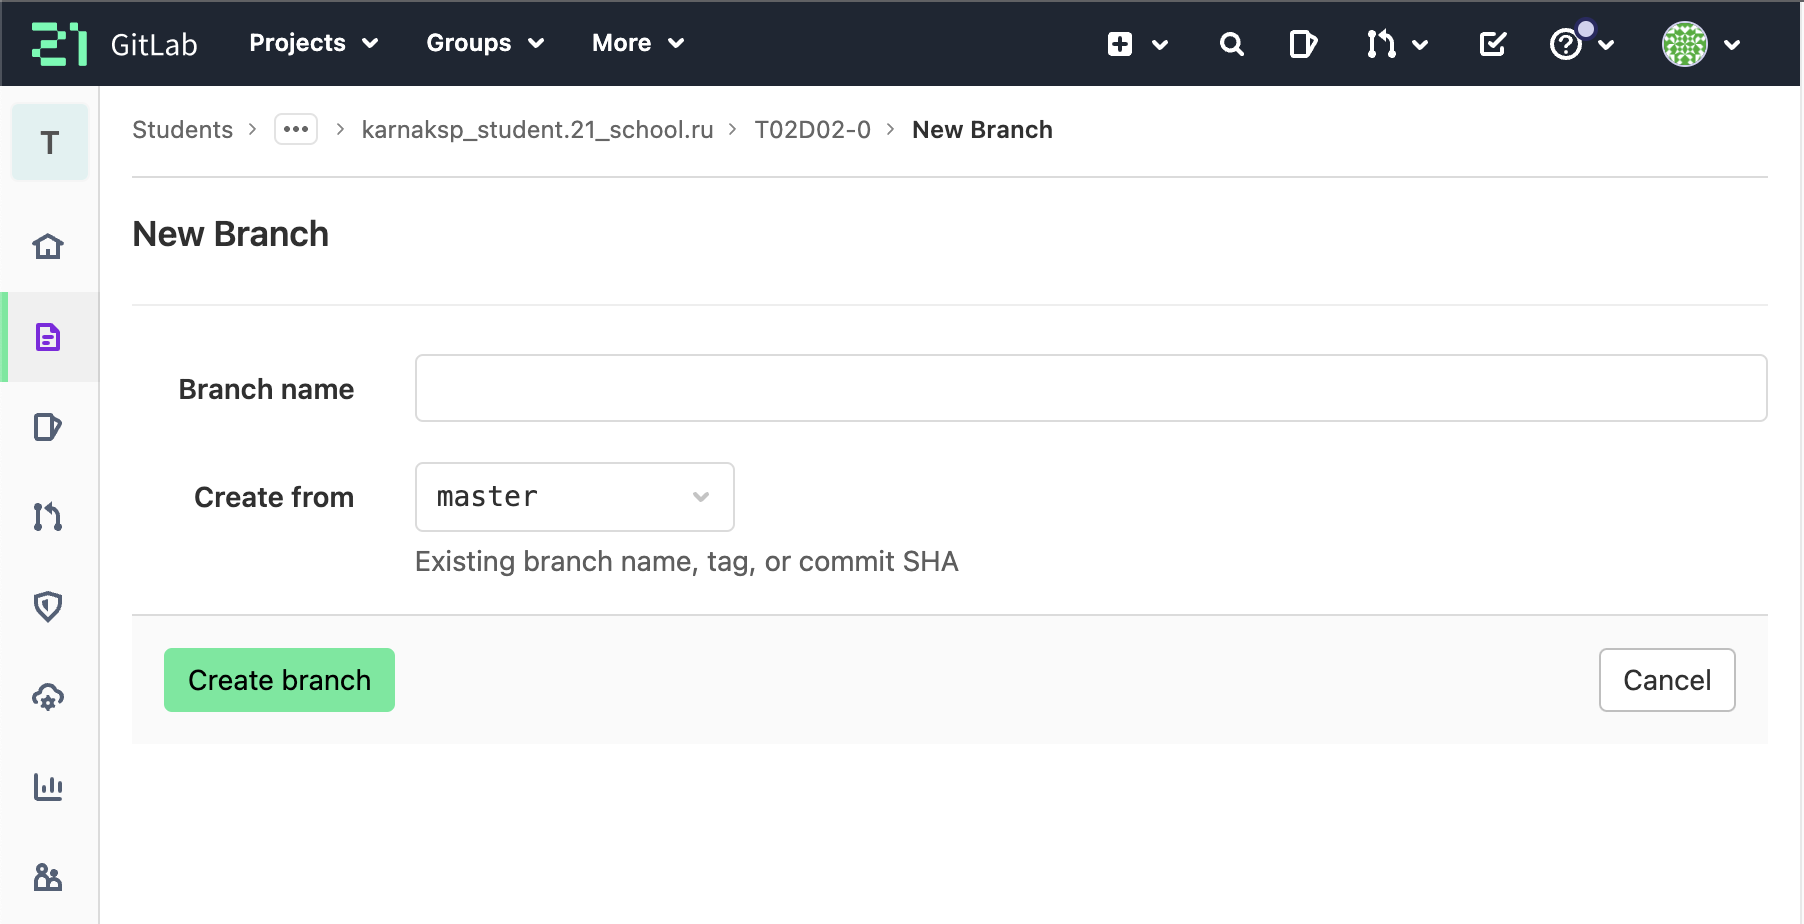 21 GitLab Projects Groups More
T
Students > ••• > karnaksp_student.21_school.ru > T02D02-0 > New Branch
New Branch
Branch name
Create from master
Existing branch name, tag, or commit SHA
Create branch Cancel